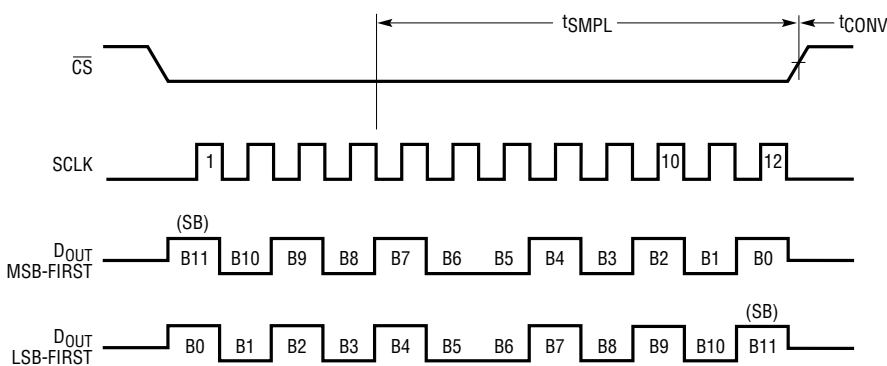 tSMPL tCONV
C̅S̅
SCLK 1 10 12
(SB)
DOUT
MSB-FIRST
B11 B10 B9 B8 B7 B6 B5 B4 B3 B2 B1 B0
(SB)
DOUT
LSB-FIRST
B0 B1 B2 B3 B4 B5 B6 B7 B8 B9 B10 B11